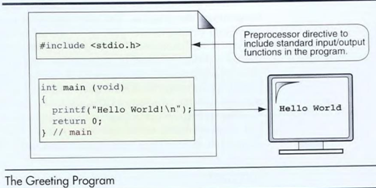 #include <stdio.h>
Preprocessor directive to
include standard input/output
functions in the program.
int main (void)
{
printf("Hello World!\n");
return 0;
} // main
Hello World
The Greeting Program